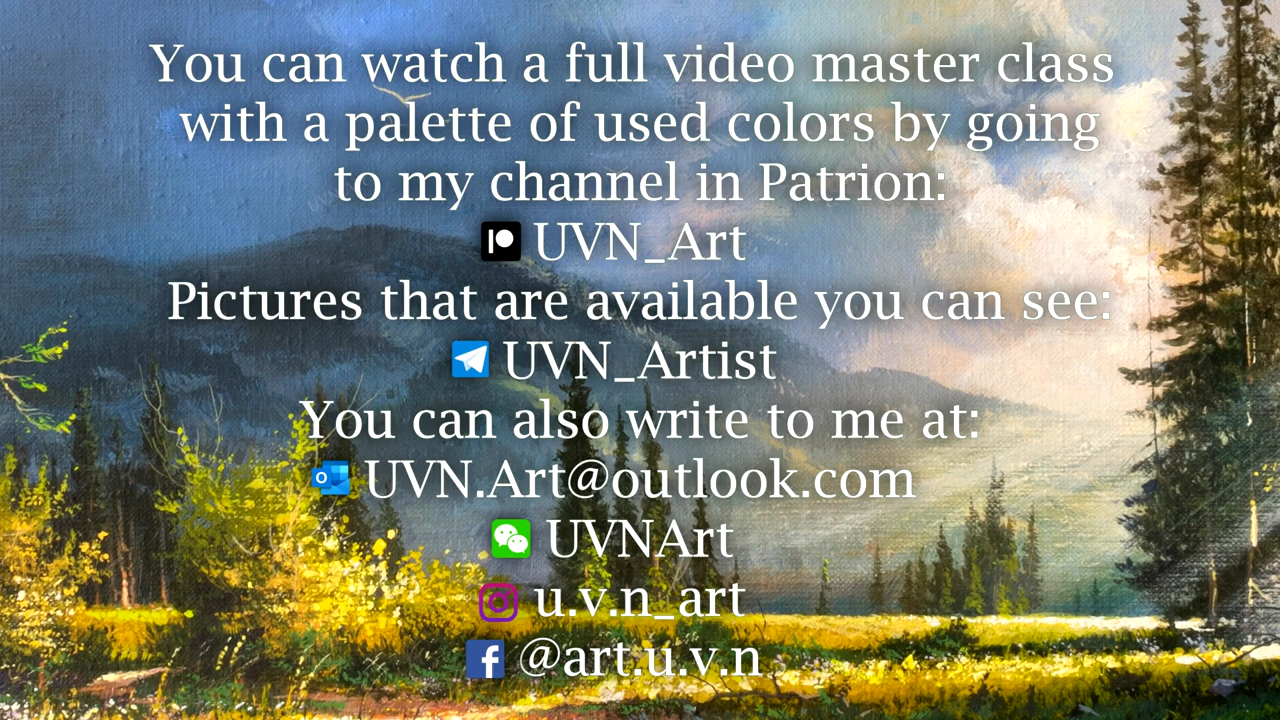 You can watch a full video master class
with a palette of used colors by going
to my channel in Patrion:
UVN_Art
Pictures that are available you can see:
UVN_Artist
You can also write to me at:
UVN.Art@outlook.com
UVNArt
u.v.n_art
@art.u.v.n